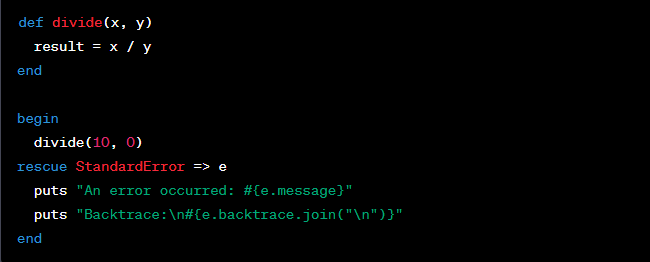 def divide(x, y)
  result = x / y
end

begin
  divide(10, 0)
rescue StandardError => e
  puts "An error occurred: #{e.message}"
  puts "Backtrace:\n#{e.backtrace.join("\n")}"
end